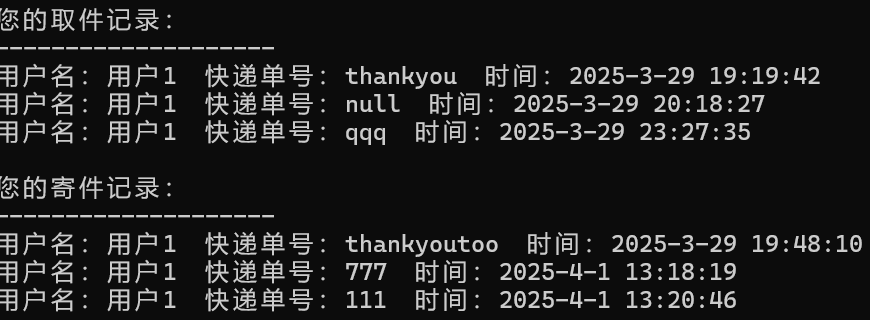 您的取件记录：
--------------------
用户名：用户1  快递单号：thankyou  时间：2025-3-29 19:19:42
用户名：用户1  快递单号：null  时间：2025-3-29 20:18:27
用户名：用户1  快递单号：qqq  时间：2025-3-29 23:27:35
您的寄件记录：
--------------------
用户名：用户1  快递单号：thankyoutoo  时间：2025-3-29 19:48:10
用户名：用户1  快递单号：777  时间：2025-4-1 13:18:19
用户名：用户1  快递单号：111  时间：2025-4-1 13:20:46